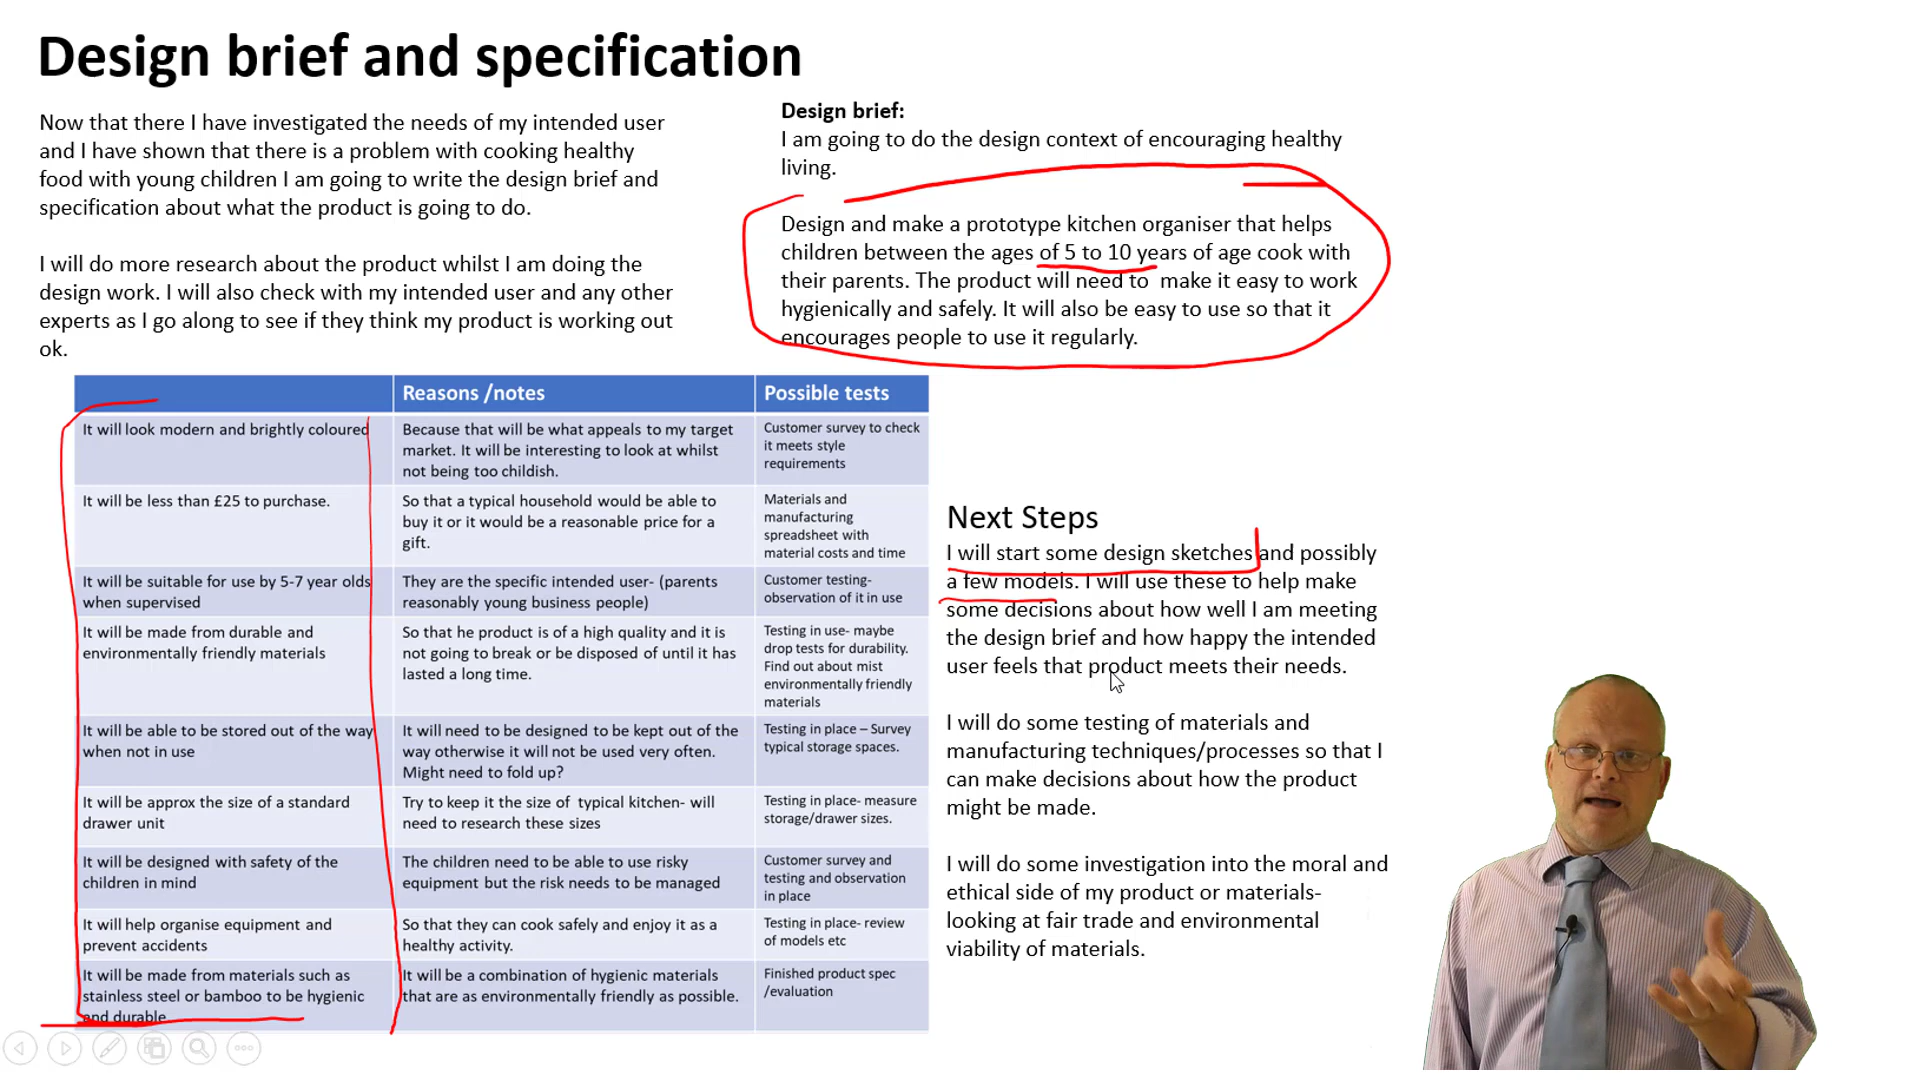 Design brief and specification
Now that there I have investigated the needs of my intended user
and I have shown that there is a problem with cooking healthy
food with young children I am going to write the design brief and
specification about what the product is going to do.
I will do more research about the product whilst I am doing the
design work. I will also check with my intended user and any other
experts as I go along to see if they think my product is working out
ok.
Design brief:
I am going to do the design context of encouraging healthy
living.
Design and make a prototype kitchen organiser that helps
children between the ages of 5 to 10 years of age cook with
their parents. The product will need to make it easy to work
hygienically and safely. It will also be easy to use so that it
encourages people to use it regularly.
Reasons /notes
Possible tests
It will look modern and brightly coloured
Because that will be what appeals to my target
market. It will be interesting to look at whilst
not being too childish.
Customer survey to check
it meets style
requirements
It will be less than £25 to purchase.
So that a typical household would be able to
buy it or it would be a reasonable price for a
gift.
Materials and
manufacturing
spreadsheet with
material costs and time
It will be suitable for use by 5-7 year olds
when supervised
They are the specific intended user- (parents
reasonably young business people)
Customer testing-
observation of it in use
It will be made from durable and
environmentally friendly materials
So that he product is of a high quality and it is
not going to break or be disposed of until it has
lasted a long time.
Testing in use- maybe
drop tests for durability.
Find out about mist
environmentally friendly
materials
It will be able to be stored out of the way
when not in use
It will need to be designed to be kept out of the
way otherwise it will not be used very often.
Might need to fold up?
Testing in place – Survey
typical storage spaces.
It will be approx the size of a standard
drawer unit
Try to keep it the size of typical kitchen- will
need to research these sizes
Testing in place- measure
storage/drawer sizes.
It will be designed with safety of the
children in mind
The children need to be able to use risky
equipment but the risk needs to be managed
Customer survey and
testing and observation
in place
It will help organise equipment and
prevent accidents
So that they can cook safely and enjoy it as a
healthy activity.
Testing in place- review
of models etc
It will be made from materials such as
stainless steel or bamboo to be hygienic
and durable
It will be a combination of hygienic materials
that are as environmentally friendly as possible.
Finished product spec
/evaluation
Next Steps
I will start some design sketches and possibly
a few models. I will use these to help make
some decisions about how well I am meeting
the design brief and how happy the intended
user feels that product meets their needs.
I will do some testing of materials and
manufacturing techniques/processes so that I
can make decisions about how the product
might be made.
I will do some investigation into the moral and
ethical side of my product or materials-
looking at fair trade and environmental
viability of materials.